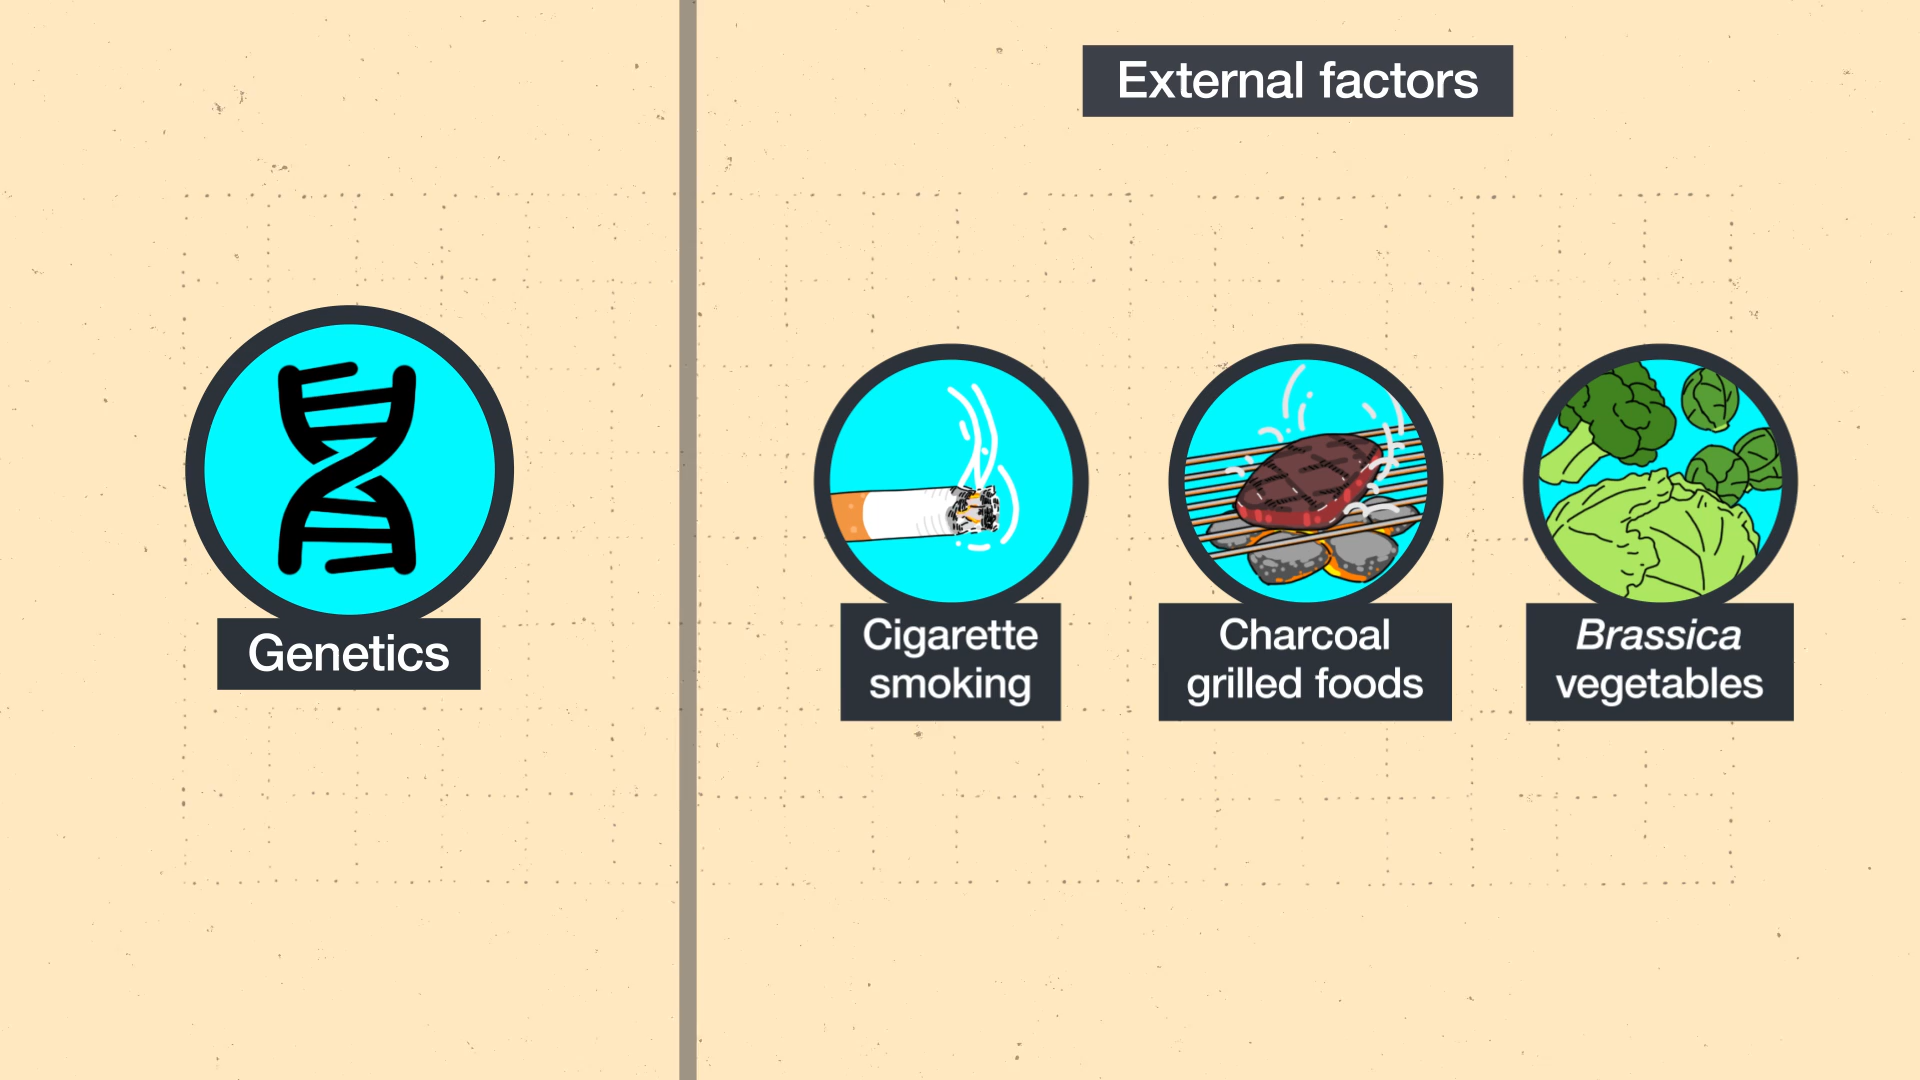 External factors
Genetics
Cigarette
smoking
Charcoal
grilled foods
Brassica
vegetables